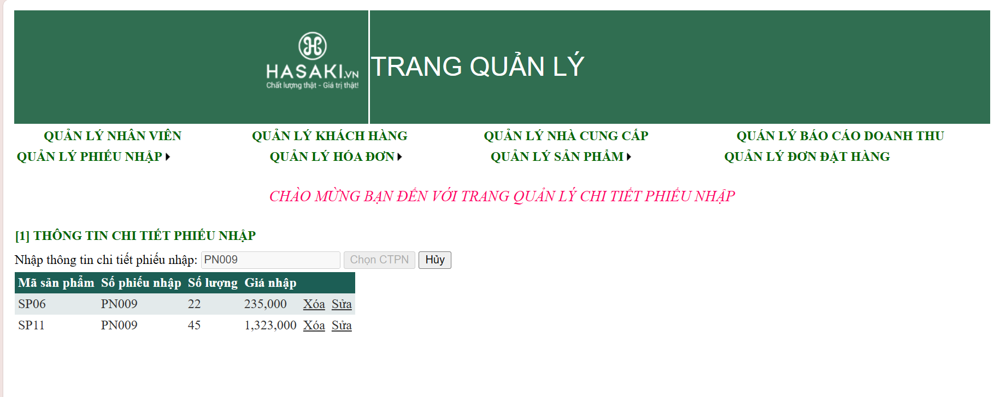 HASAKI.VN
Chất lượng thật - Giá trị thật!
TRANG QUẢN LÝ
QUẢN LÝ NHÂN VIÊN QUẢN LÝ KHÁCH HÀNG QUẢN LÝ NHÀ CUNG CẤP QUÁN LÝ BÁO CÁO DOANH THU
QUẢN LÝ PHIẾU NHẬP QUẢN LÝ HÓA ĐƠN QUẢN LÝ SẢN PHẨM QUẢN LÝ ĐƠN ĐẶT HÀNG
CHÀO MỪNG BẠN ĐẾN VỚI TRANG QUẢN LÝ CHI TIẾT PHIẾU NHẬP
[1] THÔNG TIN CHI TIẾT PHIẾU NHẬP
Nhập thông tin chi tiết phiếu nhập: PN009 Chọn CTPN Hủy
Mã sản phẩm Số phiếu nhập Số lượng Giá nhập
SP06 PN009 22 235,000 Xóa Sửa
SP11 PN009 45 1,323,000 Xóa Sửa